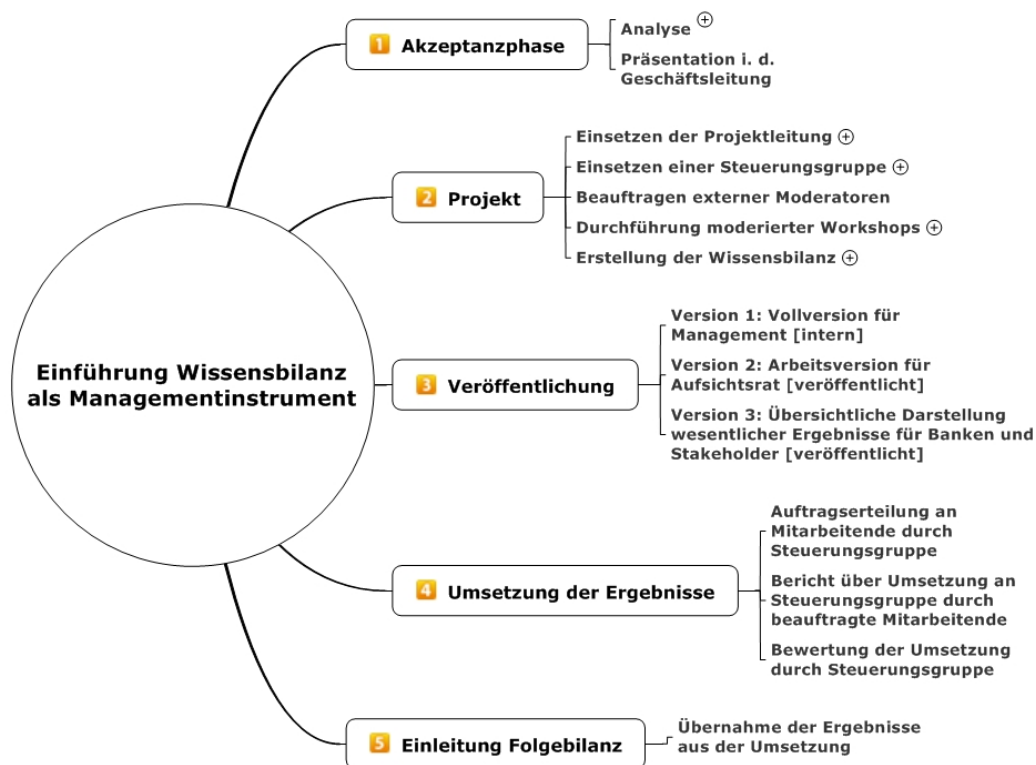 Einführung Wissensbilanz
als Managementinstrument
1 Akzeptanzphase
Analyse
Präsentation i. d.
Geschäftsleitung
2 Projekt
Einsetzen der Projektleitung
Einsetzen einer Steuerungsgruppe
Beauftragen externer Moderatoren
Durchführung moderierter Workshops
Erstellung der Wissensbilanz
3 Veröffentlichung
Version 1: Vollversion für
Management [intern]
Version 2: Arbeitsversion für
Aufsichtsrat [veröffentlicht]
Version 3: Übersichtliche Darstellung
wesentlicher Ergebnisse für Banken und
Stakeholder [veröffentlicht]
4 Umsetzung der Ergebnisse
Auftragserteilung an
Mitarbeitende durch
Steuerungsgruppe
Bericht über Umsetzung an
Steuerungsgruppe durch
beauftragte Mitarbeitende
Bewertung der Umsetzung
durch Steuerungsgruppe
5 Einleitung Folgebilanz
Übernahme der Ergebnisse
aus der Umsetzung